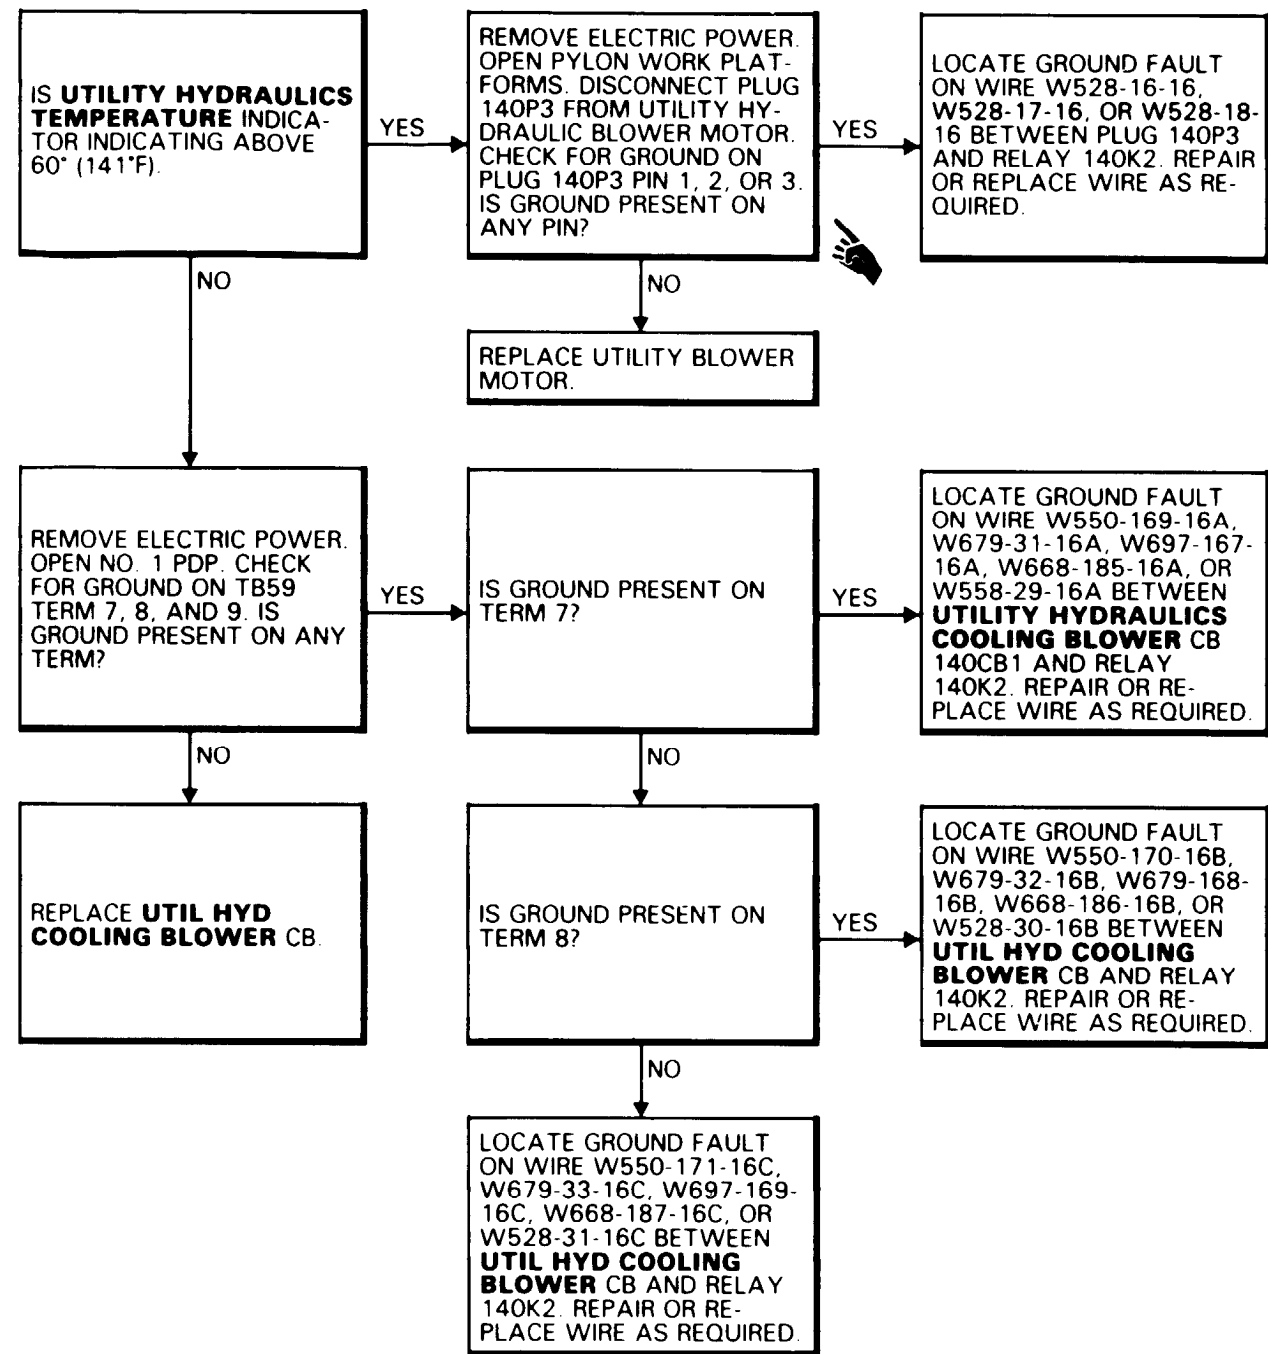 IS UTILITY HYDRAULICS
TEMPERATURE INDICA-
TOR INDICATING ABOVE
60° (141°F).
YES
REMOVE ELECTRIC POWER.
OPEN PYLON WORK PLAT-
FORMS. DISCONNECT PLUG
140P3 FROM UTILITY HY-
DRAULIC BLOWER MOTOR.
CHECK FOR GROUND ON
PLUG 140P3 PIN 1, 2, OR 3.
IS GROUND PRESENT ON
ANY PIN?
YES
LOCATE GROUND FAULT
ON WIRE W528-16-16,
W528-17-16, OR W528-18-
16 BETWEEN PLUG 140P3
AND RELAY 140K2. REPAIR
OR REPLACE WIRE AS RE-
QUIRED.
NO
NO
REPLACE UTILITY BLOWER
MOTOR.
REMOVE ELECTRIC POWER.
OPEN NO. 1 PDP. CHECK
FOR GROUND ON TB59
TERM 7, 8, AND 9. IS
GROUND PRESENT ON ANY
TERM?
YES
IS GROUND PRESENT ON
TERM 7?
YES
LOCATE GROUND FAULT
ON WIRE W550-169-16A,
W679-31-16A, W697-167-
16A, W668-185-16A, OR
W558-29-16A BETWEEN
UTILITY HYDRAULICS
COOLING BLOWER CB
140CB1 AND RELAY
140K2. REPAIR OR RE-
PLACE WIRE AS REQUIRED.
NO
NO
REPLACE UTIL HYD
COOLING BLOWER CB.
IS GROUND PRESENT ON
TERM 8?
YES
LOCATE GROUND FAULT
ON WIRE W550-170-16B,
W679-32-16B, W679-168-
16B, W668-186-16B, OR
W528-30-16B BETWEEN
UTIL HYD COOLING
BLOWER CB AND RELAY
140K2. REPAIR OR RE-
PLACE WIRE AS REQUIRED.
NO
LOCATE GROUND FAULT
ON WIRE W550-171-16C,
W679-33-16C, W697-169-
16C, W668-187-16C, OR
W528-31-16C BETWEEN
UTIL HYD COOLING
BLOWER CB AND RELAY
140K2. REPAIR OR RE-
PLACE WIRE AS REQUIRED.